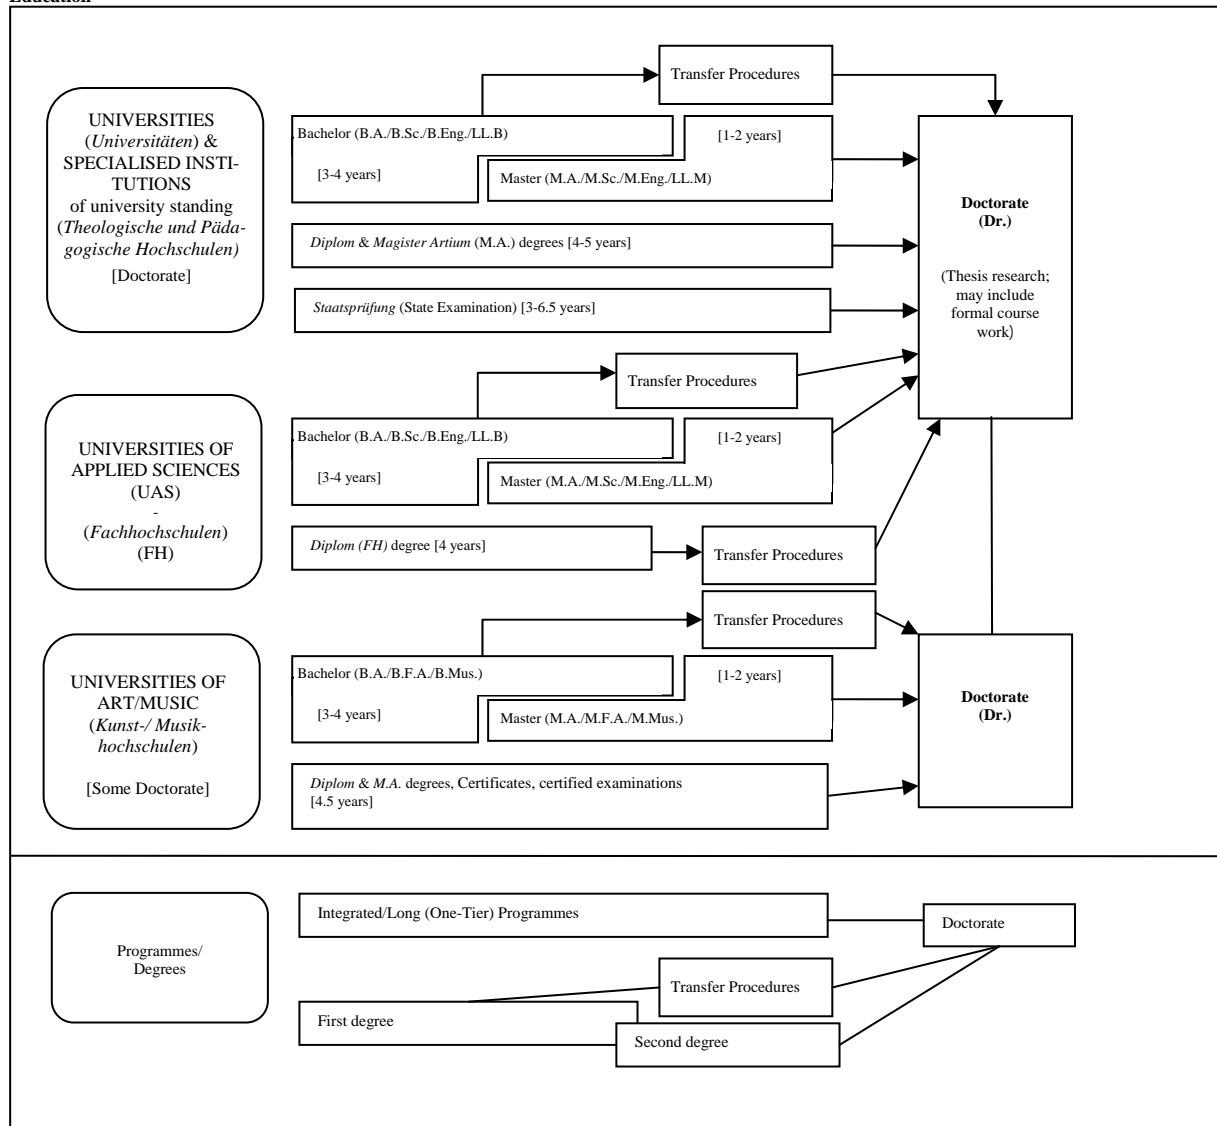 Education
Transfer Procedures
UNIVERSITIES
(Universitäten) &
SPECIALISED INSTI-
TUTIONS
of university standing
(Theologische und Päda-
gogische Hochschulen)
[Doctorate]
Bachelor (B.A./B.Sc./B.Eng./LL.B)
[3-4 years]
[1-2 years]
Master (M.A./M.Sc./M.Eng./LL.M)
Diplom & Magister Artium (M.A.) degrees [4-5 years]
Staatsprüfung (State Examination) [3-6.5 years]
Doctorate
(Dr.)
(Thesis research;
may include
formal course
work)
UNIVERSITIES OF
APPLIED SCIENCES
(UAS)
-
(Fachhochschulen)
(FH)
Transfer Procedures
Bachelor (B.A./B.Sc./B.Eng./LL.B)
[3-4 years]
[1-2 years]
Master (M.A./M.Sc./M.Eng./LL.M)
Diplom (FH) degree [4 years]
Transfer Procedures
UNIVERSITIES OF
ART/MUSIC
(Kunst-/ Musik-
hochschulen)
[Some Doctorate]
Transfer Procedures
Bachelor (B.A./B.F.A./B.Mus.)
[3-4 years]
[1-2 years]
Master (M.A./M.F.A./M.Mus.)
Diplom & M.A. degrees, Certificates, certified examinations
[4.5 years]
Doctorate
(Dr.)
Programmes/
Degrees
Integrated/Long (One-Tier) Programmes
Doctorate
Transfer Procedures
First degree
Second degree